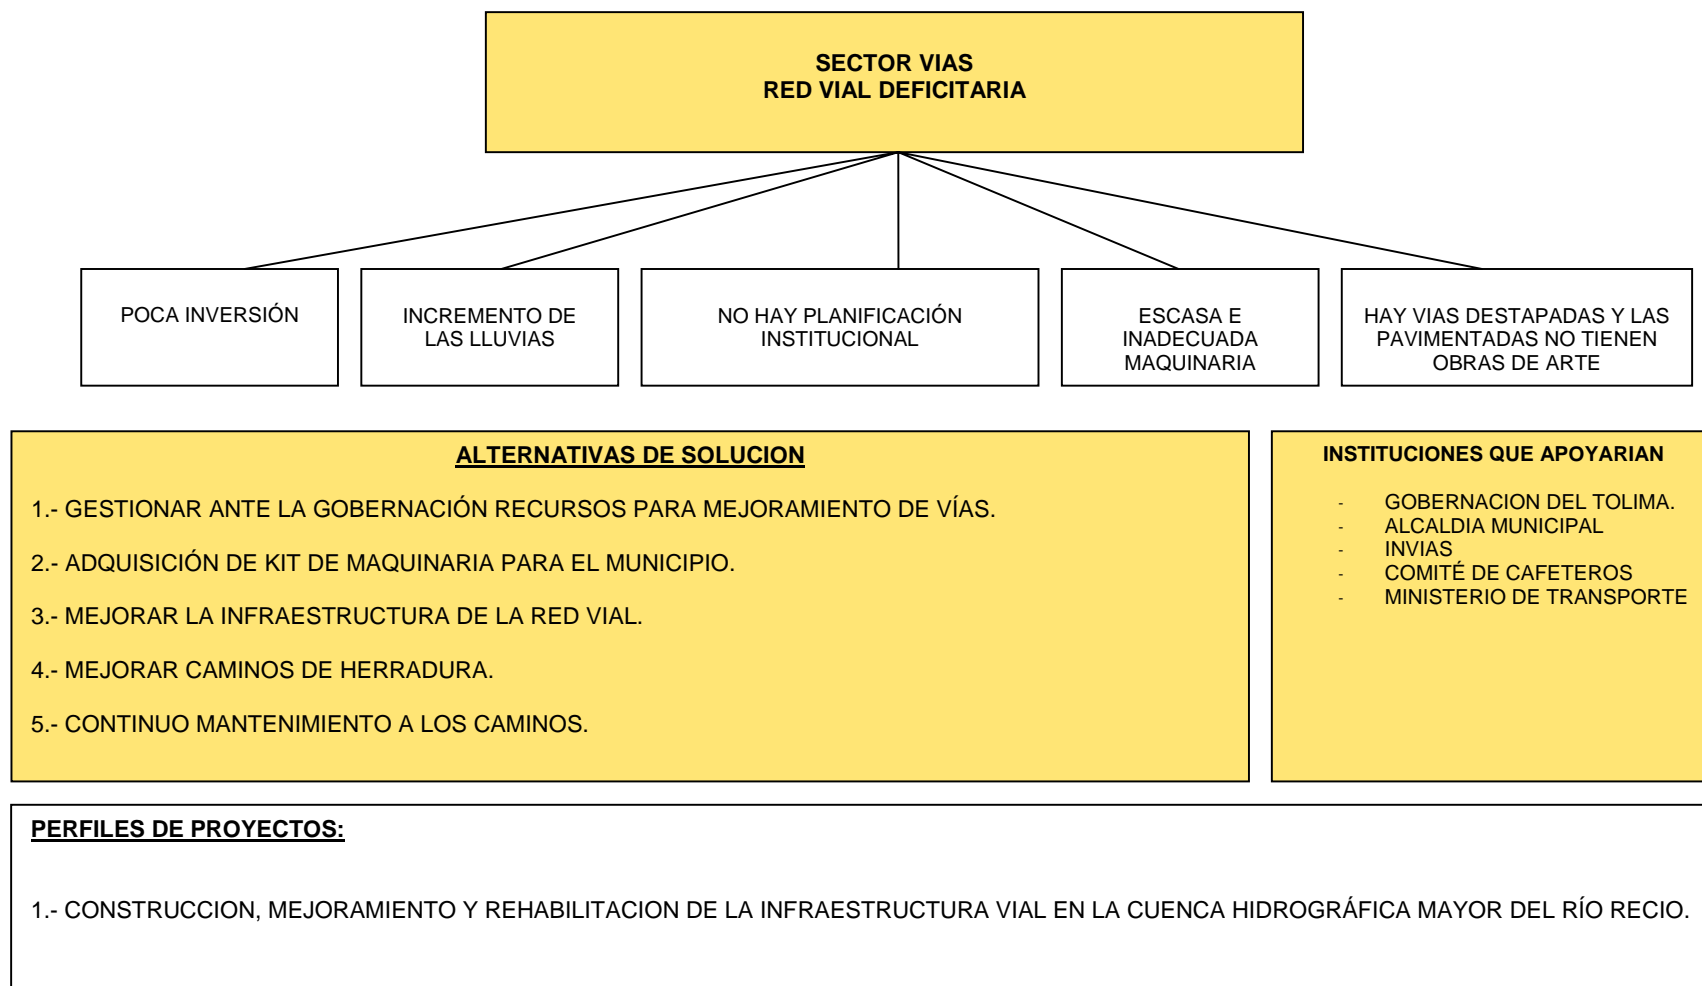 SECTOR VIAS
RED VIAL DEFICITARIA
POCA INVERSIÓN
INCREMENTO DE
LAS LLUVIAS
NO HAY PLANIFICACIÓN
INSTITUCIONAL
ESCASA E
INADECUADA
MAQUINARIA
HAY VIAS DESTAPADAS Y LAS
PAVIMENTADAS NO TIENEN
OBRAS DE ARTE
ALTERNATIVAS DE SOLUCION
1.- GESTIONAR ANTE LA GOBERNACIÓN RECURSOS PARA MEJORAMIENTO DE VÍAS.
2.- ADQUISICIÓN DE KIT DE MAQUINARIA PARA EL MUNICIPIO.
3.- MEJORAR LA INFRAESTRUCTURA DE LA RED VIAL.
4.- MEJORAR CAMINOS DE HERRADURA.
5.- CONTINUO MANTENIMIENTO A LOS CAMINOS.
INSTITUCIONES QUE APOYARIAN
- GOBERNACION DEL TOLIMA.
- ALCALDIA MUNICIPAL
- INVIAS
- COMITÉ DE CAFETEROS
- MINISTERIO DE TRANSPORTE
PERFILES DE PROYECTOS:
1.- CONSTRUCCION, MEJORAMIENTO Y REHABILITACION DE LA INFRAESTRUCTURA VIAL EN LA CUENCA HIDROGRÁFICA MAYOR DEL RÍO RECIO.